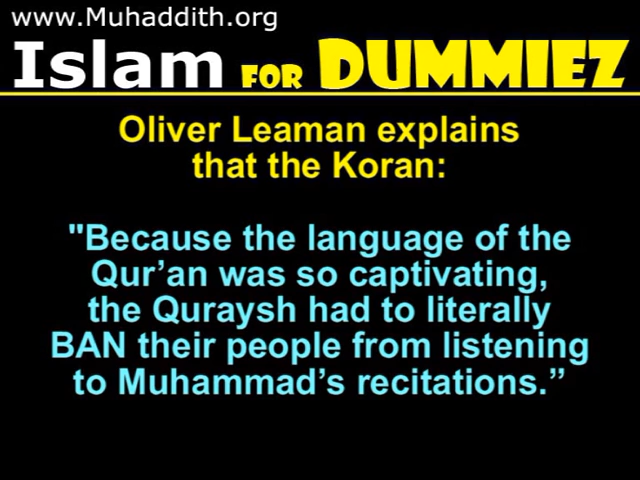 www.Muhaddith.org
Islam FOR DUMMIEZ
Oliver Leaman explains
that the Koran:
"Because the language of the
Qur’an was so captivating,
the Quraysh had to literally
BAN their people from listening
to Muhammad’s recitations.”